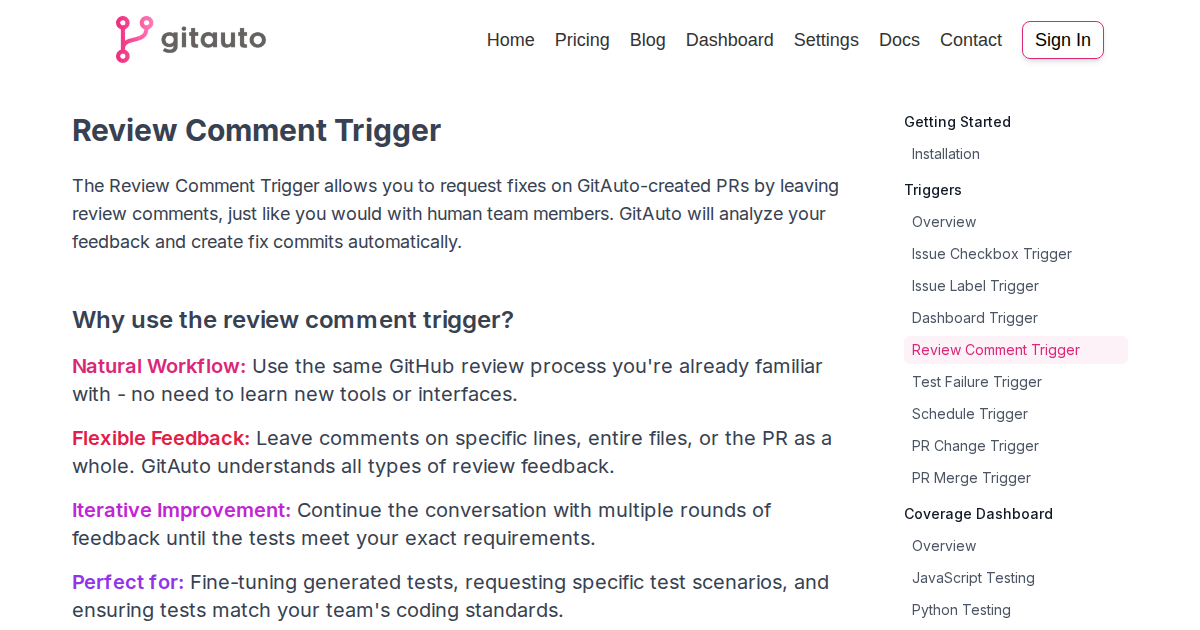 gitauto
Home Pricing Blog Dashboard Settings Docs Contact Sign In
Review Comment Trigger
The Review Comment Trigger allows you to request fixes on GitAuto-created PRs by leaving
review comments, just like you would with human team members. GitAuto will analyze your
feedback and create fix commits automatically.
Why use the review comment trigger?
Natural Workflow: Use the same GitHub review process you're already familiar
with - no need to learn new tools or interfaces.
Flexible Feedback: Leave comments on specific lines, entire files, or the PR as a
whole. GitAuto understands all types of review feedback.
Iterative Improvement: Continue the conversation with multiple rounds of
feedback until the tests meet your exact requirements.
Perfect for: Fine-tuning generated tests, requesting specific test scenarios, and
ensuring tests match your team's coding standards.
Getting Started
Installation
Triggers
Overview
Issue Checkbox Trigger
Issue Label Trigger
Dashboard Trigger
Review Comment Trigger
Test Failure Trigger
Schedule Trigger
PR Change Trigger
PR Merge Trigger
Coverage Dashboard
Overview
JavaScript Testing
Python Testing